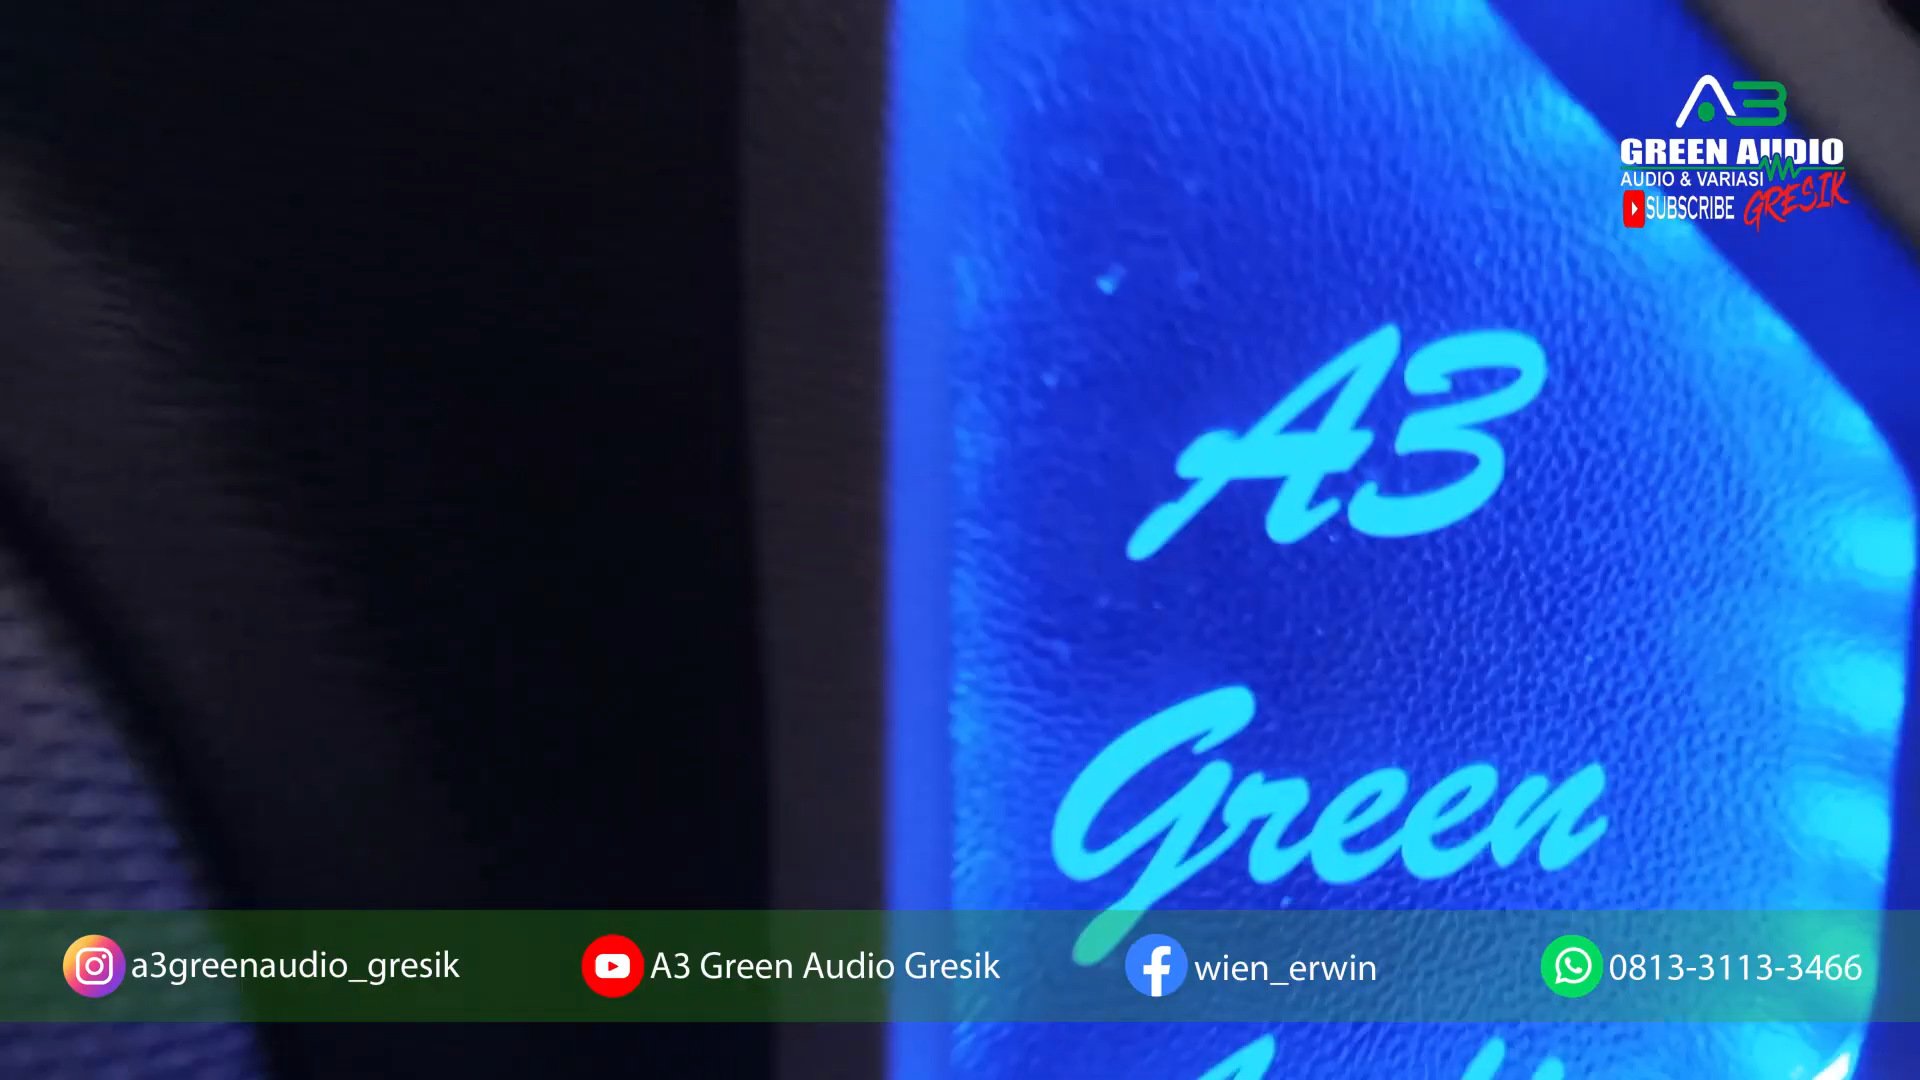 A3
GREEN AUDIO
AUDIO & VARIASI
SUBSCRIBE GRESIK
A3
Green
a3greenaudio_gresik
A3 Green Audio Gresik
wien_erwin
0813-3113-3466